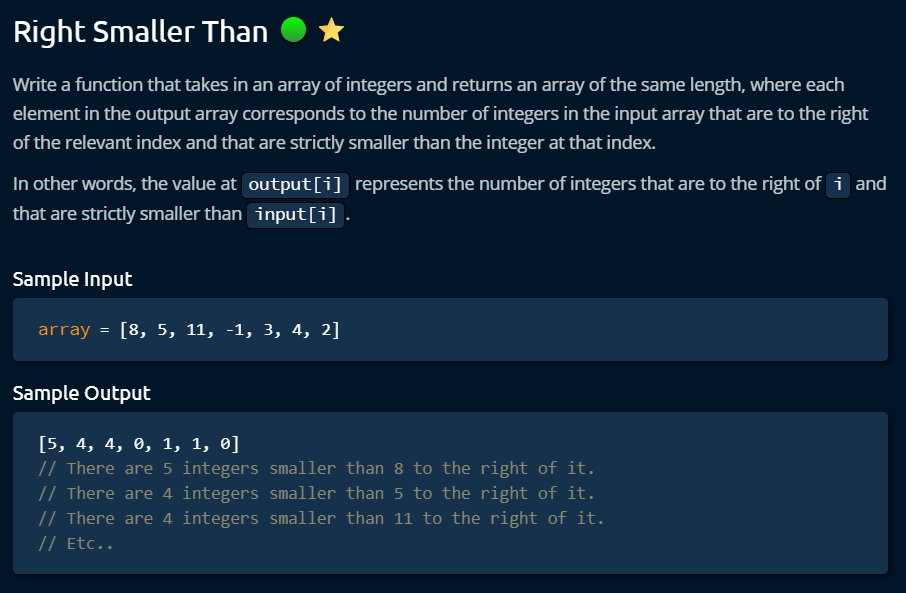 Right Smaller Than
Write a function that takes in an array of integers and returns an array of the same length, where each
element in the output array corresponds to the number of integers in the input array that are to the right
of the relevant index and that are strictly smaller than the integer at that index.
In other words, the value at output[i] represents the number of integers that are to the right of i and
that are strictly smaller than input[i].
Sample Input
array = [8, 5, 11, -1, 3, 4, 2]
Sample Output
[5, 4, 4, 0, 1, 1, 0]
// There are 5 integers smaller than 8 to the right of it.
// There are 4 integers smaller than 5 to the right of it.
// There are 4 integers smaller than 11 to the right of it.
// Etc..